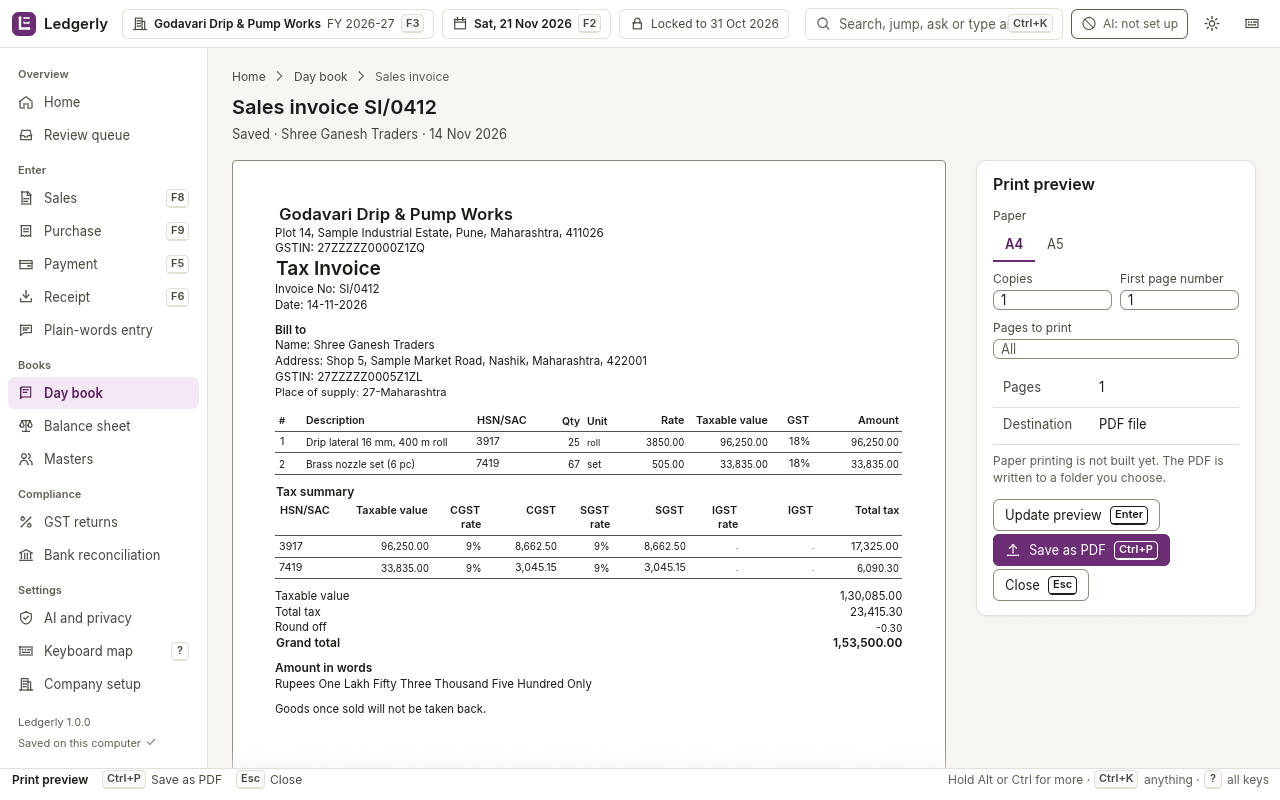 Ledgerly
Godavari Drip & Pump Works FY 2026-27 F3
Sat, 21 Nov 2026 F2
Locked to 31 Oct 2026
Search, jump, ask or type a Ctrl+K
AI: not set up
Overview
Home
Review queue
Enter
Sales F8
Purchase F9
Payment F5
Receipt F6
Plain-words entry
Books
Day book
Balance sheet
Masters
Compliance
GST returns
Bank reconciliation
Settings
AI and privacy
Keyboard map ?
Company setup
Ledgerly 1.0.0
Saved on this computer
Home > Day book > Sales invoice
Sales invoice SI/0412
Saved · Shree Ganesh Traders · 14 Nov 2026
Godavari Drip & Pump Works
Plot 14, Sample Industrial Estate, Pune, Maharashtra, 411026
GSTIN: 27ZZZZZ0000Z1ZQ
Tax Invoice
Invoice No: SI/0412
Date: 14-11-2026
Bill to
Name: Shree Ganesh Traders
Address: Shop 5, Sample Market Road, Nashik, Maharashtra, 422001
GSTIN: 27ZZZZZ0005Z1ZL
Place of supply: 27-Maharashtra
# Description HSN/SAC Qty Unit Rate Taxable value GST Amount
1 Drip lateral 16 mm, 400 m roll 3917 25 roll 3850.00 96,250.00 18% 96,250.00
2 Brass nozzle set (6 pc) 7419 67 set 505.00 33,835.00 18% 33,835.00
Tax summary
HSN/SAC Taxable value CGST rate CGST SGST rate SGST IGST rate IGST Total tax
3917 96,250.00 9% 8,662.50 9% 8,662.50 - - 17,325.00
7419 33,835.00 9% 3,045.15 9% 3,045.15 - - 6,090.30
Taxable value 1,30,085.00
Total tax 23,415.30
Round off -0.30
Grand total 1,53,500.00
Amount in words
Rupees One Lakh Fifty Three Thousand Five Hundred Only
Goods once sold will not be taken back.
Print preview
Paper
A4 A5
Copies First page number
1 1
Pages to print
All
Pages 1
Destination PDF file
Paper printing is not built yet. The PDF is
written to a folder you choose.
Update preview Enter
Save as PDF Ctrl+P
Close Esc
Print preview Ctrl+P Save as PDF Esc Close
Hold Alt or Ctrl for more · Ctrl+K anything · ? all keys